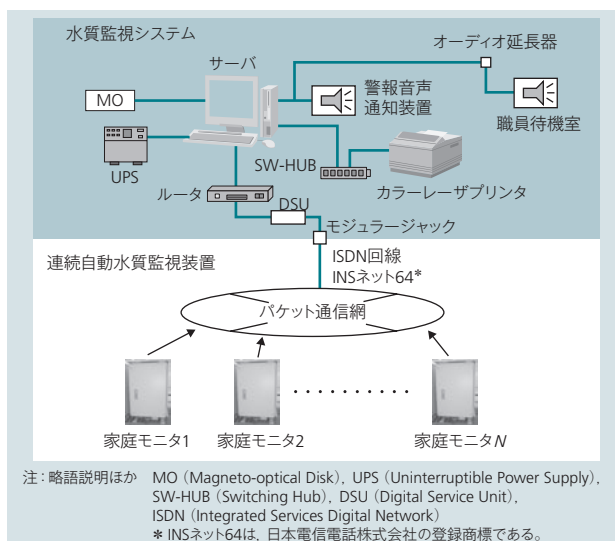 水質監視システム
オーディオ延長器
サーバ
MO
警報音声
通知装置
職員待機室
UPS
SW-HUB
カラーレーザプリンタ
ルータ
DSU
モジュラージャック
連続自動水質監視装置
ISDN回線
INSネット64*
パケット通信網
家庭モニタ1
家庭モニタ2
家庭モニタN
注：略語説明ほか MO（Magneto-optical Disk），UPS（Uninterruptible Power Supply），
SW-HUB（Switching Hub），DSU（Digital Service Unit），
ISDN（Integrated Services Digital Network）
* INSネット64は，日本電信電話株式会社の登録商標である。